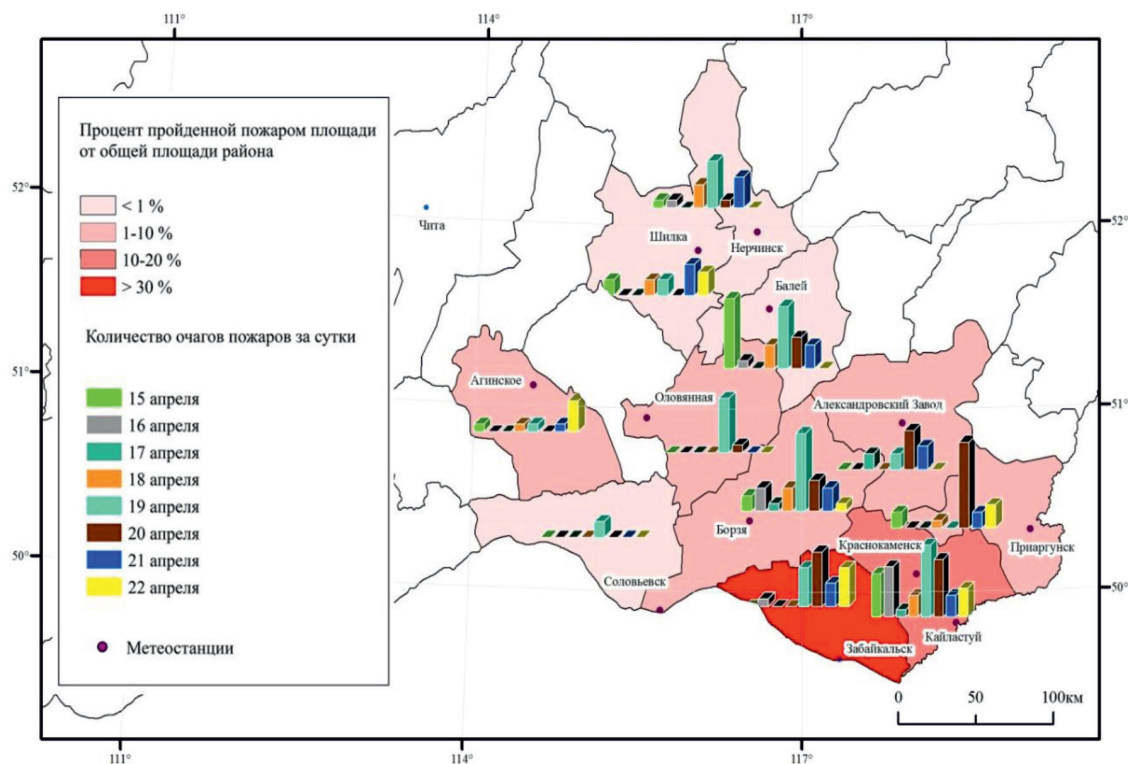 111°
114°
117°
Процент пройденной пожаром площади
от общей площади района
< 1 %
1-10 %
10-20 %
> 30 %
Количество очагов пожаров за сутки
15 апреля
16 апреля
17 апреля
18 апреля
19 апреля
20 апреля
21 апреля
22 апреля
Метеостанции
52°
52°
Чита
Шилка
Нерчинск
Балей
51°
51°
Агинское
Оловянная
Александровский Завод
50°
50°
Борзя
Краснокаменск
Приаргунск
Соловьевск
Кайластуй
Забайкальск
0
50
100км
111°
114°
117°